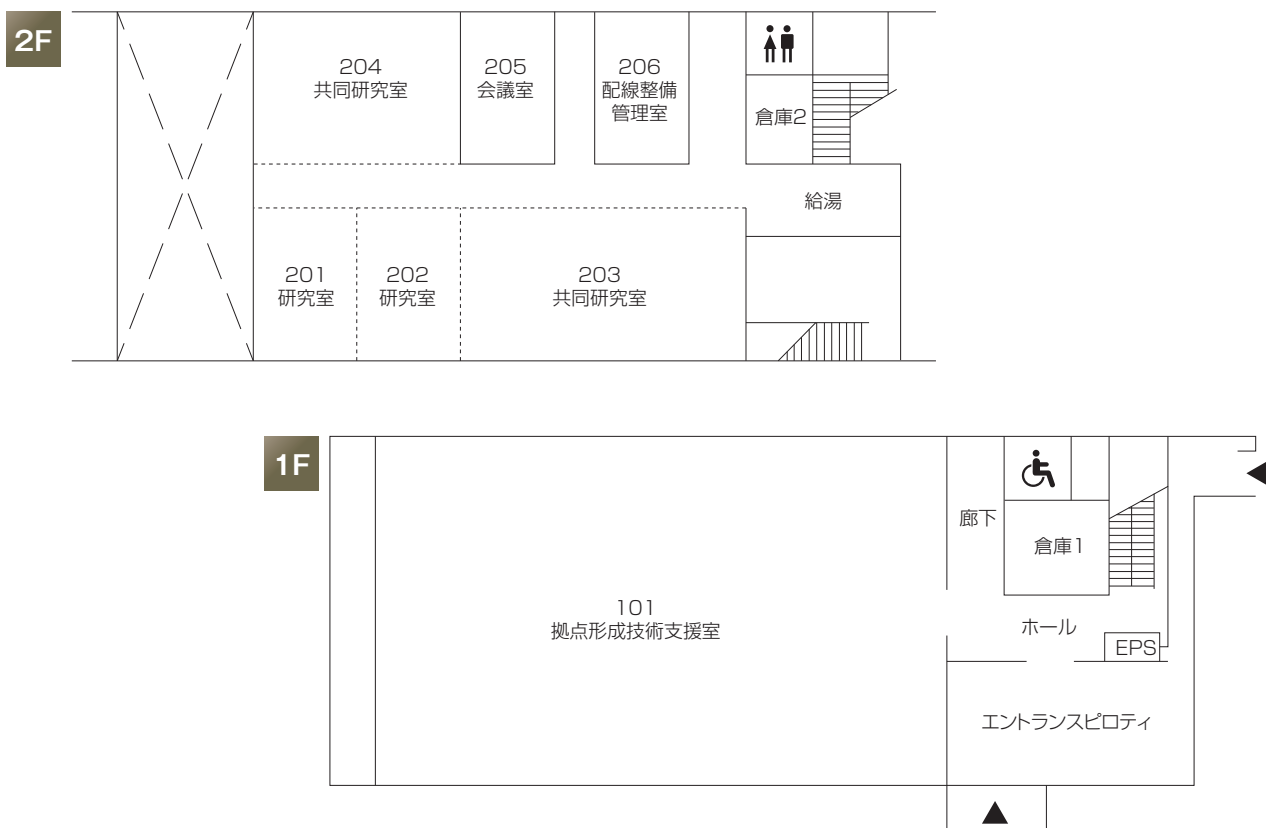 2F
204
共同研究室
205
会議室
206
配線整備
管理室
倉庫2
給湯
201
研究室
202
研究室
203
共同研究室
1F
廊下
倉庫1
101
拠点形成技術支援室
ホール
EPS
エントランスピロティ